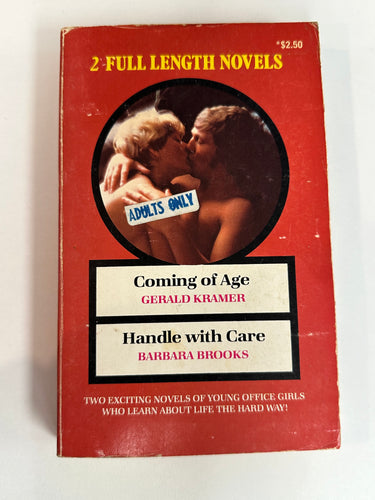 *$2.50
2 FULL LENGTH NOVELS
ADULTS ONLY
Coming of Age
GERALD KRAMER
Handle with Care
BARBARA BROOKS
TWO EXCITING NOVELS OF YOUNG OFFICE GIRLS
WHO LEARN ABOUT LIFE THE HARD WAY!